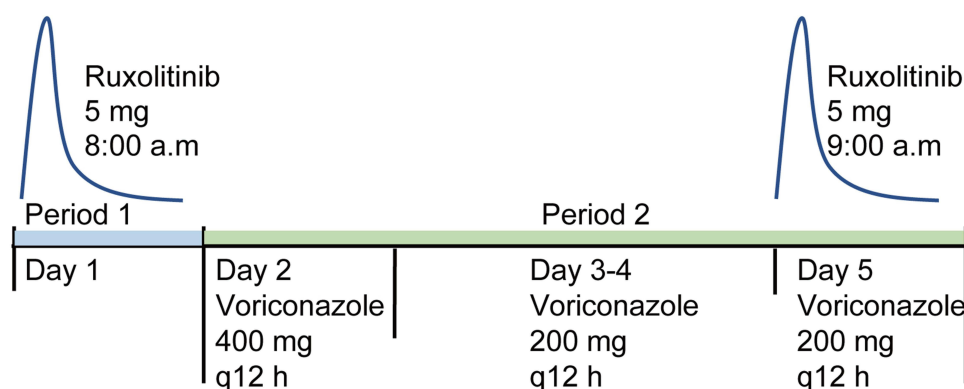 Ruxolitinib
5 mg
8:00 a.m
Ruxolitinib
5 mg
9:00 a.m
Period 1
Period 2
Day 1
Day 2
Voriconazole
400 mg
q12 h
Day 3-4
Voriconazole
200 mg
q12 h
Day 5
Voriconazole
200 mg
q12 h